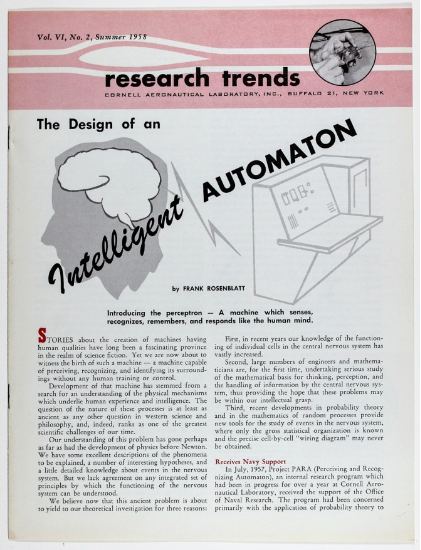 Vol. VI, No. 2, Summer 1958
research trends
CORNELL AERONAUTICAL LABORATORY, INC., BUFFALO 21, NEW YORK
The Design of an
Intelligent AUTOMATON
by FRANK ROSENBLATT
Introducing the perceptron — A machine which senses,
recognizes, remembers, and responds like the human mind.
STORIES about the creation of machines having
human qualities have long been a fascinating province
in the realm of science fiction. Yet we are now about to
witness the birth of such a machine — a machine capable
of perceiving, recognizing, and identifying its surround-
ings without any human training or control.
Development of that machine has stemmed from a
search for an understanding of the physical mechanisms
which underlie human experience and intelligence. The
question of the nature of these processes is at least as
ancient as any other question in western science and
philosophy, and, indeed, ranks as one of the greatest
scientific challenges of our time.
Our understanding of this problem has gone perhaps
as far as had the development of physics before Newton.
We have some excellent descriptions of the phenomena
to be explained, a number of interesting hypotheses, and
a little detailed knowledge about events in the nervous
system. But we lack agreement on any integrated set of
principles by which the functioning of the nervous
system can be understood.
We believe now that this ancient problem is about
to yield to our theoretical investigation for three reasons:
First, in recent years our knowledge of the function-
ing of individual cells in the central nervous system has
vastly increased.
Second, large numbers of engineers and mathema-
ticians are, for the first time, undertaking serious study
of the mathematical basis for thinking, perception, and
the handling of information by the central nervous sys-
tem, thus providing the hope that these problems may
be within our intellectual grasp.
Third, recent developments in probability theory
and in the mathematics of random processes provide
new tools for the study of events in the nervous system,
where only the gross statistical organization is known
and the precise cell-by-cell "wiring diagram" may never
be obtained.
Receives Navy Support
In July, 1957, Project PARA (Perceiving and Recog-
nizing Automaton), an internal research program which
had been in progress for over a year at Cornell Aero-
nautical Laboratory, received the support of the Office
of Naval Research. The program had been concerned
primarily with the application of probability theory to